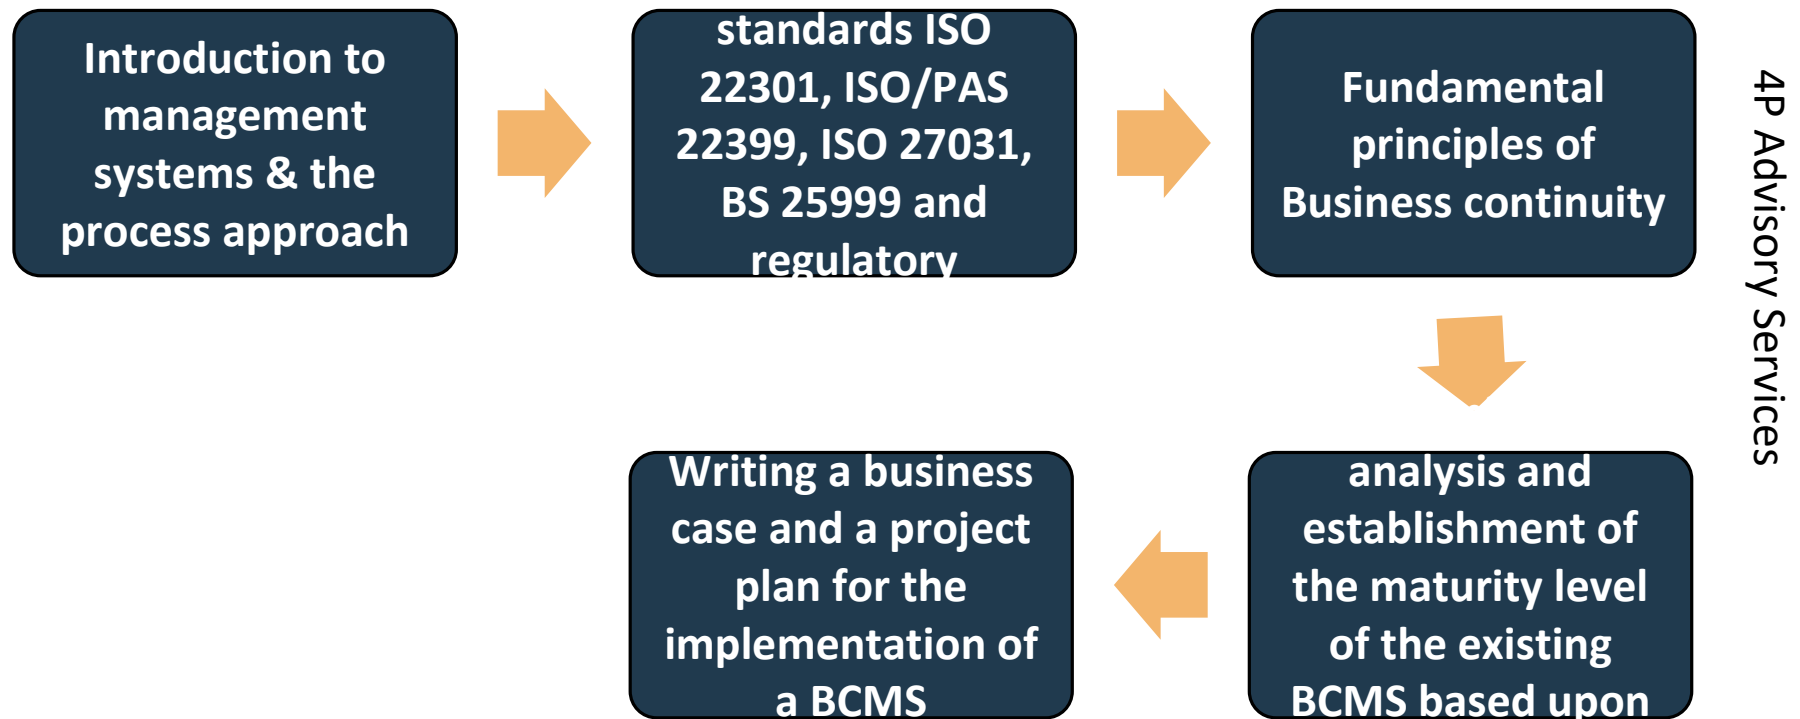 Introduction to
management
systems & the
process approach
standards ISO
22301, ISO/PAS
22399, ISO 27031,
BS 25999 and
regulatory
Fundamental
principles of
Business continuity
analysis and
establishment of
the maturity level
of the existing
BCMS based upon
Writing a business
case and a project
plan for the
implementation of
a BCMS
4P Advisory Services